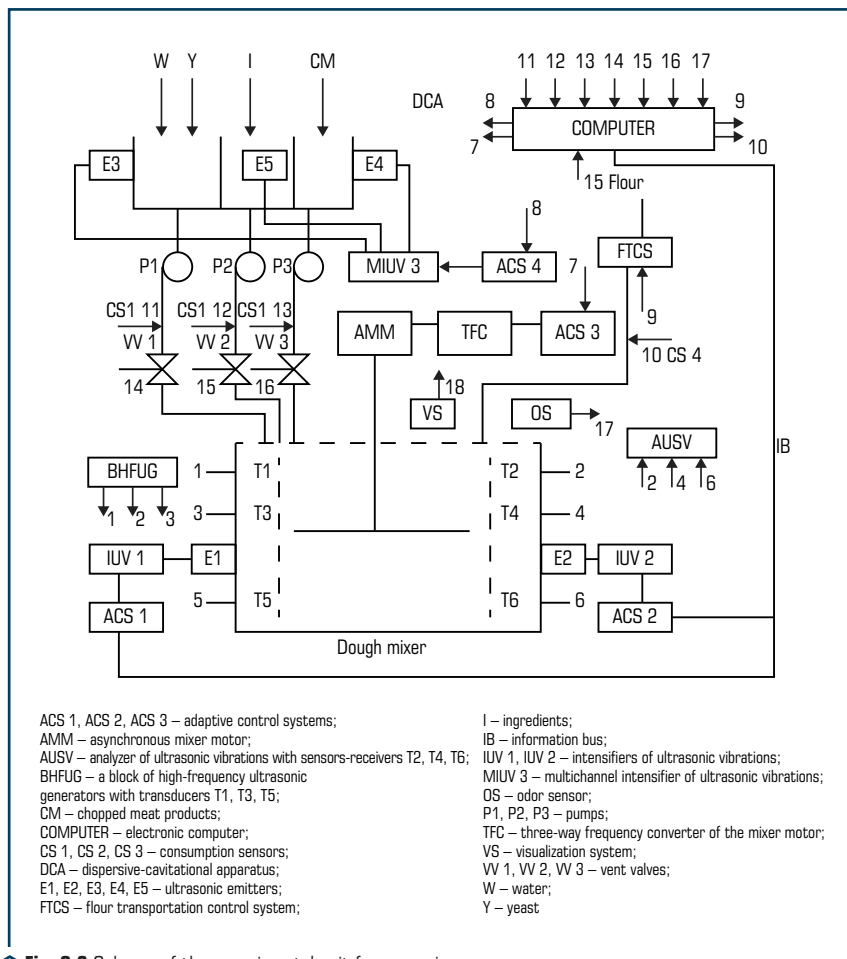 W Y I CM
DCA
11 12 13 14 15 16 17
8 COMPUTER 9
7 10
E3 E5 E4
15 Flour
8
P1 P2 P3 MIUV 3 ACS 4 FTCS
7
9
CS1 11 CS1 12 CS1 13
VV 1 VV 2 VV 3
AMM TFC ACS 3
10 CS 4
14 15 16
18
VS OS
17
AUSV
IB
2 4 6
BHFUG
1 2 3
1 T1 T2 2
3 T3 T4 4
IUV 1 E1 E2 IUV 2
5 T5 T6 6
ACS 1 ACS 2
Dough mixer
ACS 1, ACS 2, ACS 3 – adaptive control systems;
AMM – asynchronous mixer motor;
AUSV – analyzer of ultrasonic vibrations with sensors-receivers T2, T4, T6;
BHFUG – a block of high-frequency ultrasonic
generators with transducers T1, T3, T5;
CM – chopped meat products;
COMPUTER – electronic computer;
CS 1, CS 2, CS 3 – consumption sensors;
DCA – dispersive-cavitational apparatus;
E1, E2, E3, E4, E5 – ultrasonic emitters;
FTCS – flour transportation control system;
I – ingredients;
IB – information bus;
IUV 1, IUV 2 – intensifiers of ultrasonic vibrations;
MIUV 3 – multichannel intensifier of ultrasonic vibrations;
OS – odor sensor;
P1, P2, P3 – pumps;
TFC – three-way frequency converter of the mixer motor;
VS – visualization system;
VV 1, VV 2, VV 3 – vent valves;
W – water;
Y – yeast